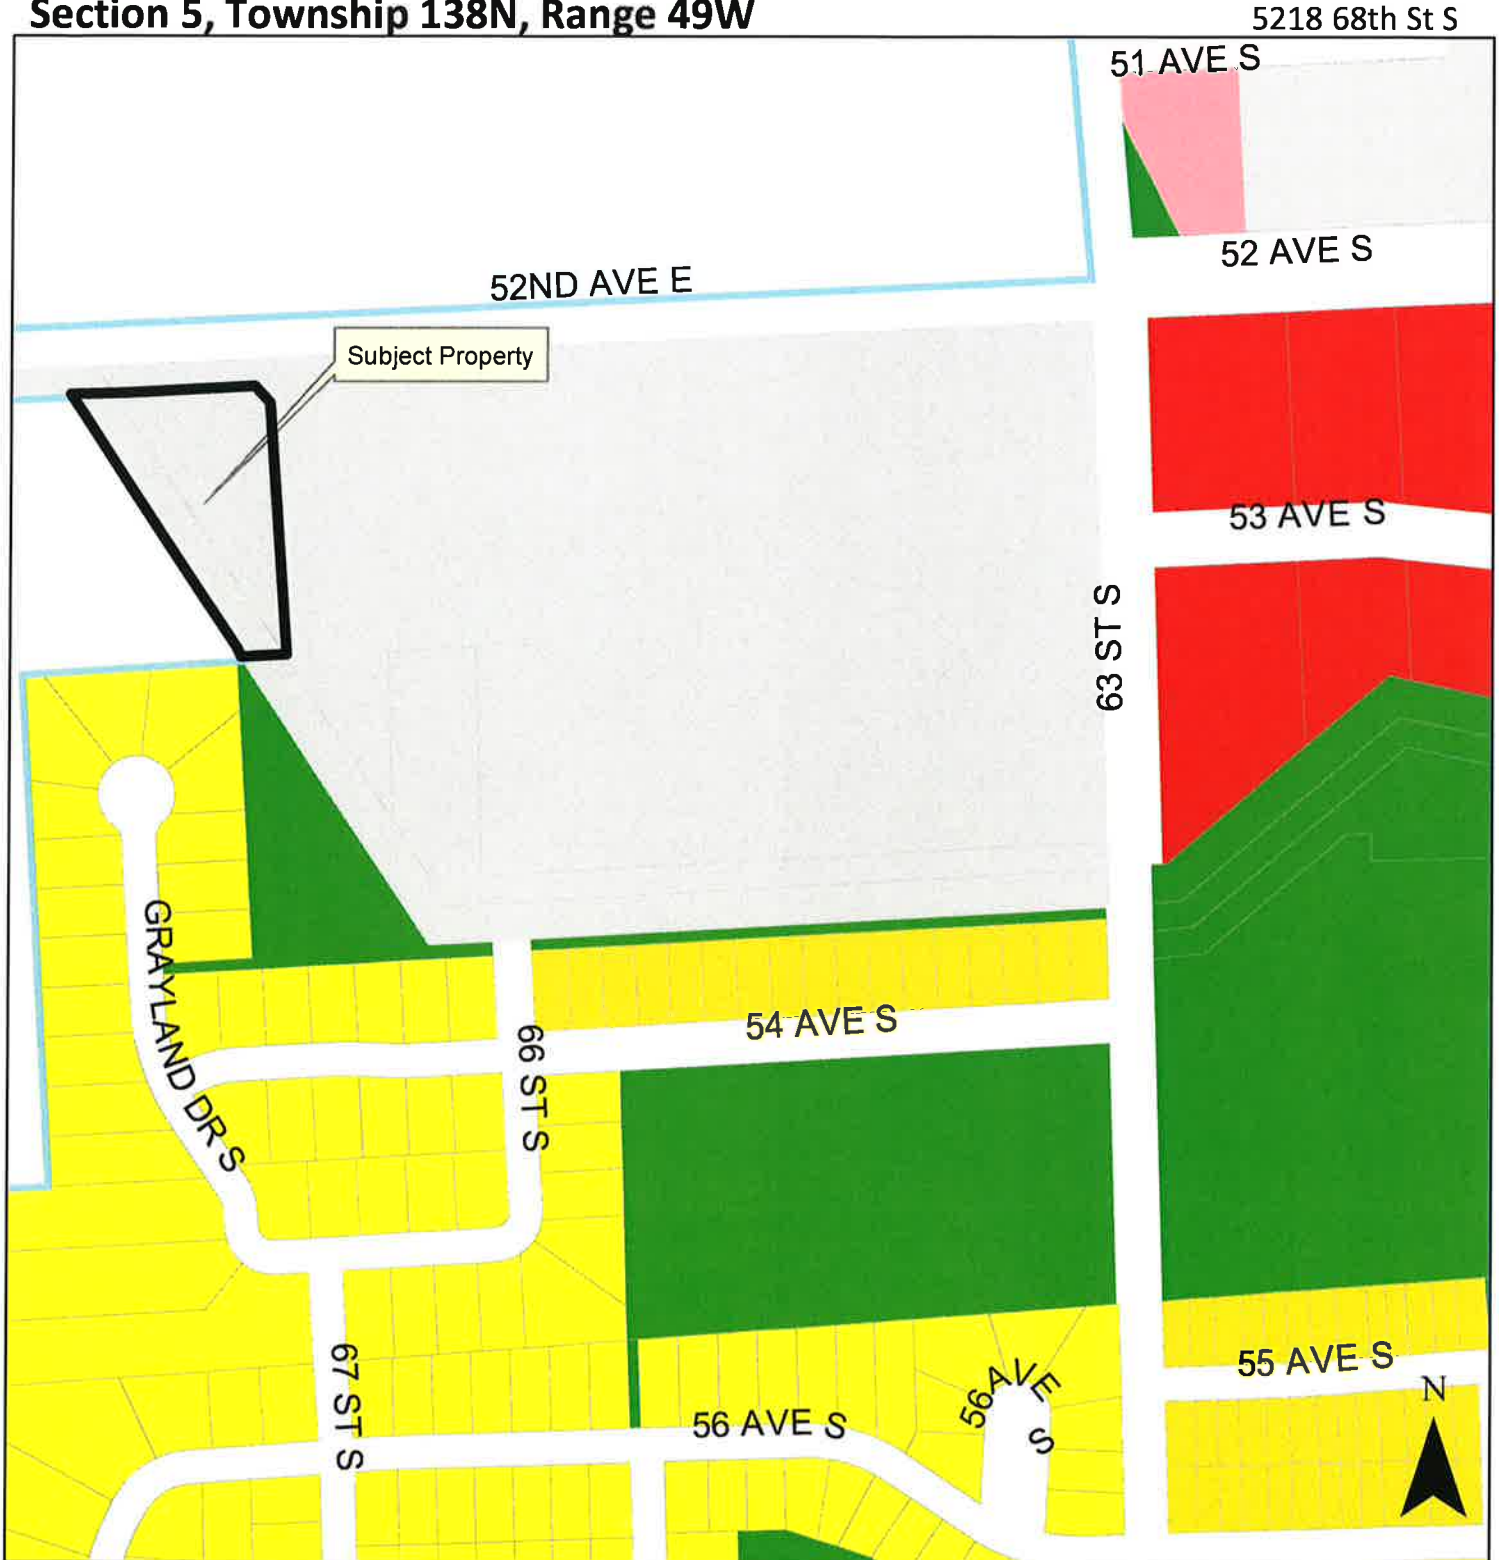 Section 5, Township 138N, Range 49W
5218 68th St S
51 AVE S
52 AVE S
52ND AVE E
Subject Property
53 AVE S
63 ST S
GRAYLAND DR S
54 AVE S
66 ST S
67 ST S
56 AVE S
56 AVE S
55 AVE S
N